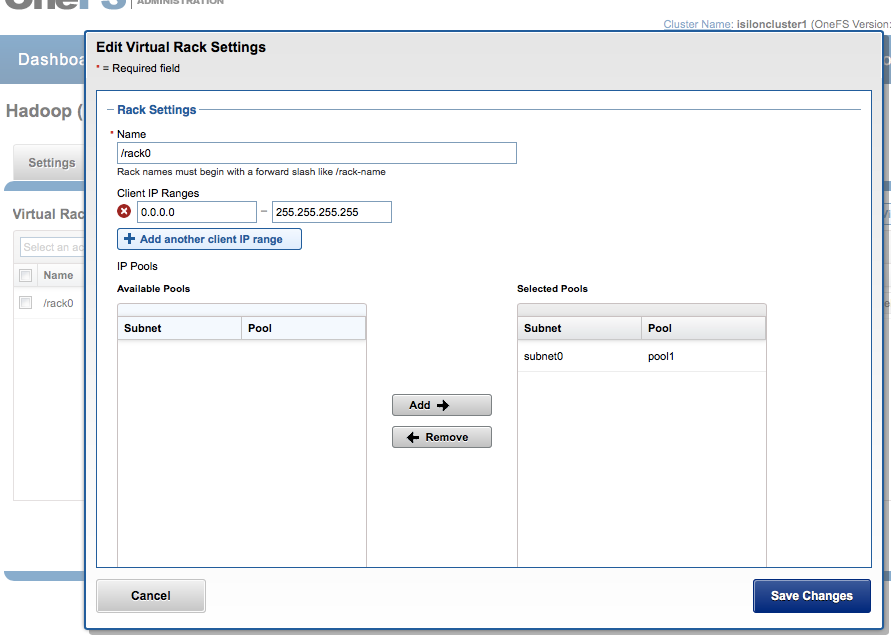 OneFS | ADMINISTRATION
Cluster Name: isiloncluster1 (OneFS Version:
Edit Virtual Rack Settings
* = Required field
Hadoop (
Settings
Virtual Rac
Select an ac
Name
/rack0
Rack Settings
* Name
/rack0
Rack names must begin with a forward slash like /rack-name
Client IP Ranges
0.0.0.0 – 255.255.255.255
Add another client IP range
IP Pools
Available Pools
Selected Pools
Subnet Pool
Subnet Pool
subnet0 pool1
Add
Remove
Cancel
Save Changes